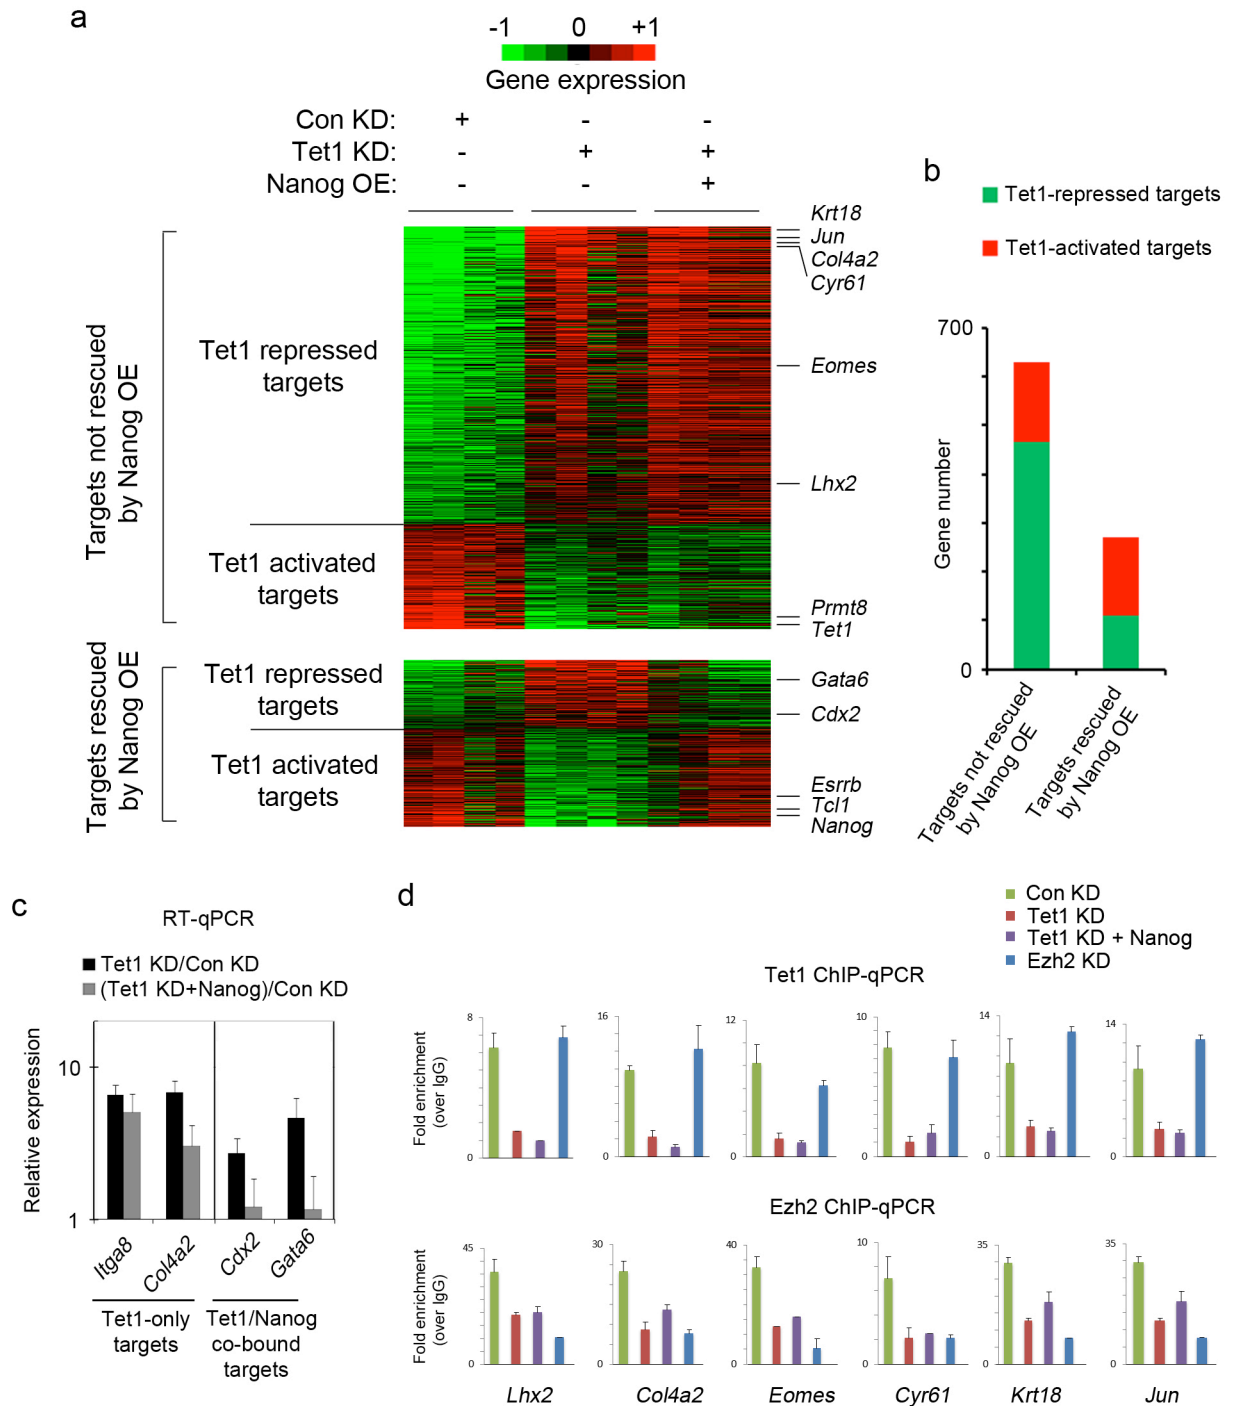 a
-1 0 +1
Gene expression
Con KD: + - -
Tet1 KD: - + +
Nanog OE: - - +
Targets not rescued
by Nanog OE
Tet1 repressed
targets
Tet1 activated
targets
Krt18
Jun
Col4a2
Cyr61
Eomes
Lhx2
Prmt8
Tet1
Targets rescued
by Nanog OE
Tet1 repressed
targets
Tet1 activated
targets
Gata6
Cdx2
Esrrb
Tcl1
Nanog
b
Tet1-repressed targets
Tet1-activated targets
Gene number
700
0
Targets not rescued
by Nanog OE
Targets rescued
by Nanog OE
c
RT-qPCR
Tet1 KD/Con KD
(Tet1 KD+Nanog)/Con KD
Relative expression
10
1
Itga8
Col4a2
Cdx2
Gata6
Tet1-only
targets
Tet1/Nanog
co-bound
targets
d
Con KD
Tet1 KD
Tet1 KD + Nanog
Ezh2 KD
Tet1 ChIP-qPCR
Fold enrichment
(over IgG)
8
0
16
0
12
0
10
0
14
0
14
0
Ezh2 ChIP-qPCR
Fold enrichment
(over IgG)
45
0
30
0
40
0
10
0
35
0
35
0
Lhx2 Col4a2 Eomes Cyr61 Krt18 Jun